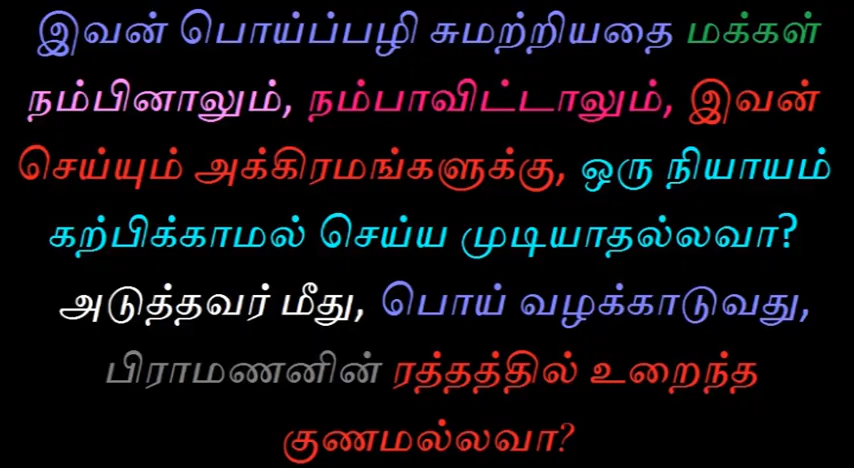 இவன் பொய்ப்பழி சுமற்றியதை மக்கள்
நம்பினாலும், நம்பாவிட்டாலும், இவன்
செய்யும் அக்கிரமங்களுக்கு, ஒரு நியாயம்
கற்பிக்காமல் செய்ய முடியாதல்லவா?
அடுத்தவர் மீது, பொய் வழக்காடுவது,
பிராமணனின் ரத்தத்தில் உறைந்த
குணமல்லவா?